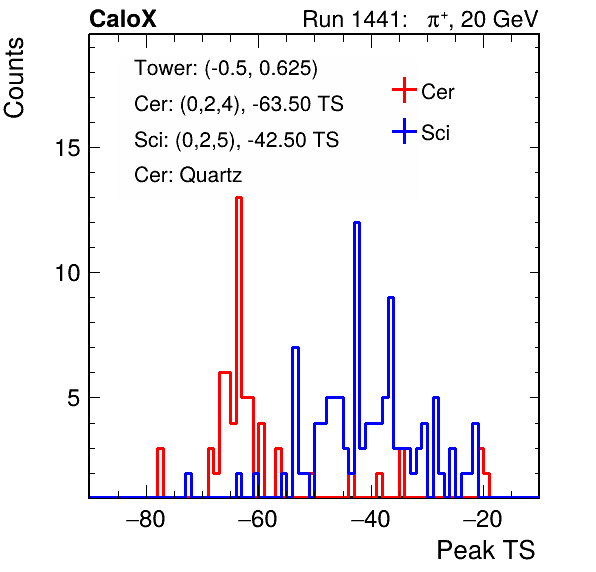 CaloX Run 1441: π+, 20 GeV
Counts
Tower: (-0.5, 0.625)
Cer: (0,2,4), -63.50 TS
Sci: (0,2,5), -42.50 TS
Cer: Quartz
Cer
Sci
15
10
5
−80 −60 −40 −20
Peak TS